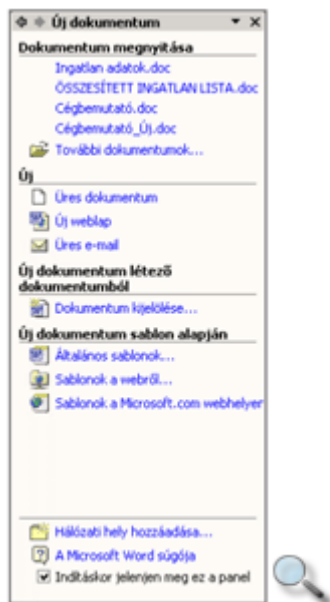 Új dokumentum
Dokumentum megnyitása
Ingatlan adatok.doc
ÖSSZESÍTETT INGATLAN LISTA.doc
Cégbemutató.doc
Cégbemutató_Új.doc
További dokumentumok...
Új
Üres dokumentum
Új weblap
Üres e-mail
Új dokumentum létező
dokumentumból
Dokumentum kijelölése...
Új dokumentum sablon alapján
Általános sablonok...
Sablonok a webről...
Sablonok a Microsoft.com webhelyer
Hálózati hely hozzáadása...
A Microsoft Word súgója
Indításkor jelenjen meg ez a panel